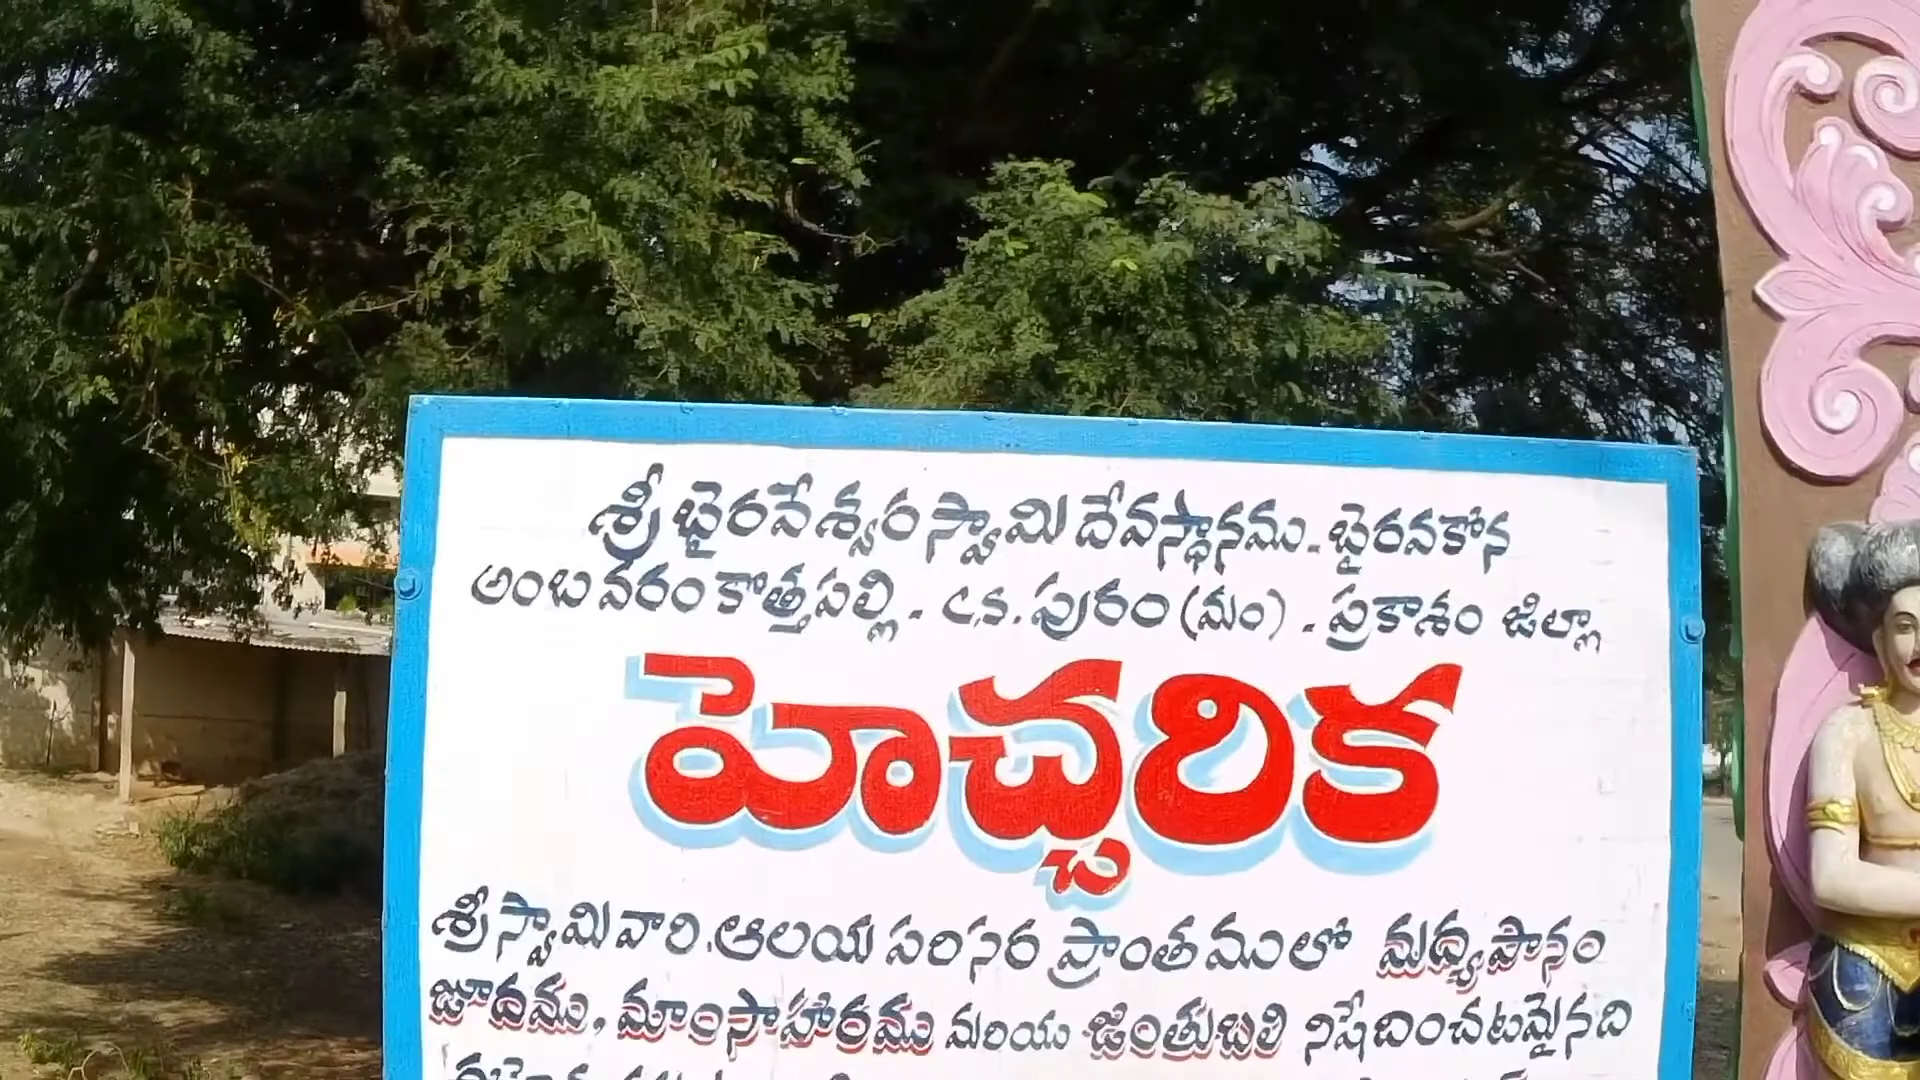 శ్రీ భైరవేశ్వర స్వామి దేవస్థానము. భైరవకోన
అంబవరం కొత్తపల్లి. C.S. పురం (మం). ప్రకాశం జిల్లా
హెచ్చరిక
శ్రీ స్వామి వారి ఆలయ పరిసర ప్రాంతములో మద్యపానం
జూదము, మాంసాహారము మరియు జంతుబలి నిషేదించటమైనది